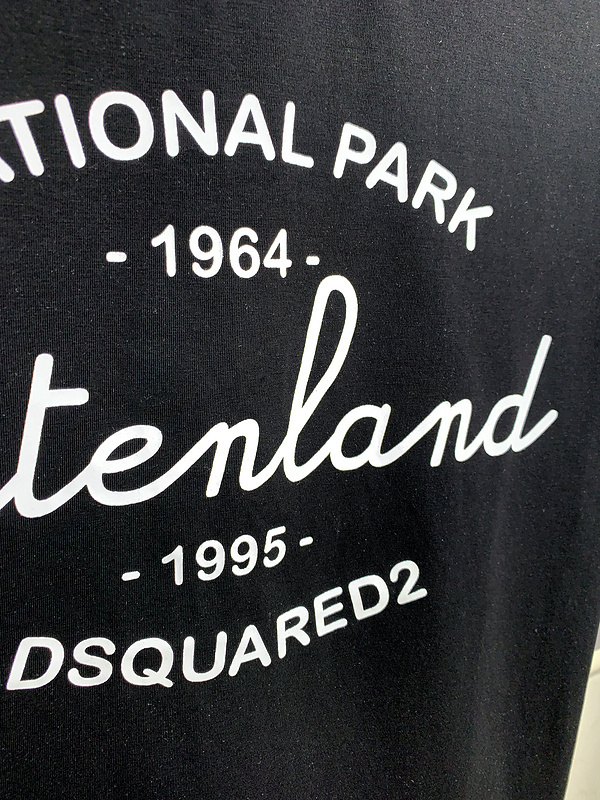 ATIONAL PARK
- 1964 -
tenland
- 1995 -
DSQUARED2